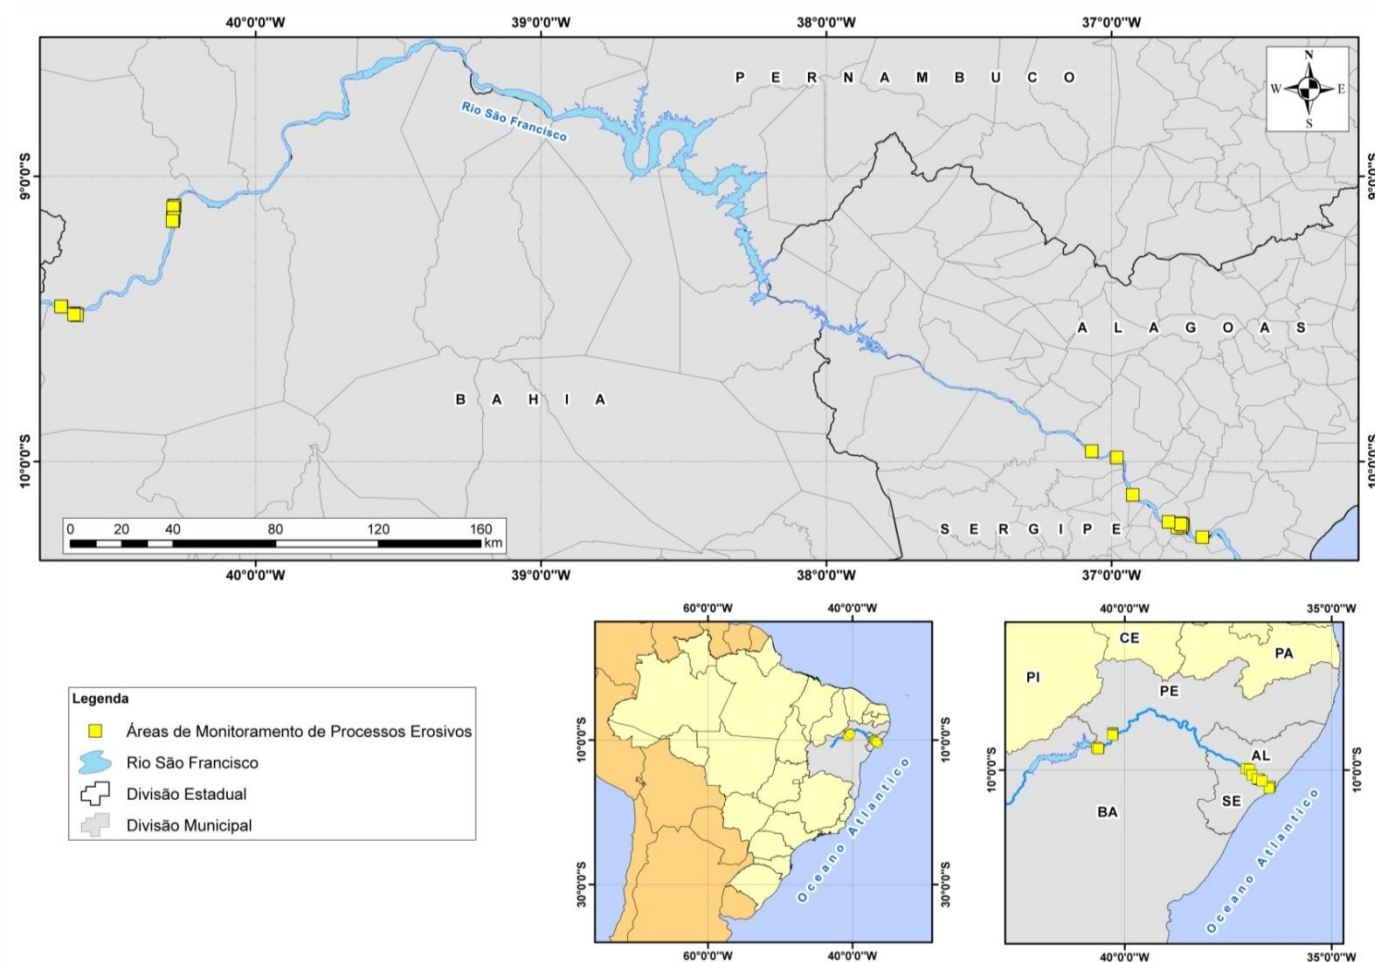 40°0'0"W 39°0'0"W 38°0'0"W 37°0'0"W
P E R N A M B U C O
N
W E
S
Rio São Francisco
9°0'0"S 9°0'0"S
A L A G O A S
B A H I A
10°0'0"S 10°0'0"S
S E R G I P E
0 20 40 80 120 160
km
40°0'0"W 39°0'0"W 38°0'0"W 37°0'0"W
Legenda
Áreas de Monitoramento de Processos Erosivos
Rio São Francisco
Divisão Estadual
Divisão Municipal
60°0'0"W 40°0'0"W
10°0'0"S 10°0'0"S
Oceano Atlantico
30°0'0"S 30°0'0"S
60°0'0"W 40°0'0"W
40°0'0"W 35°0'0"W
CE
PA
PI
PE
AL
10°0'0"S 10°0'0"S
SE
BA
Oceano Atlantico
40°0'0"W 35°0'0"W